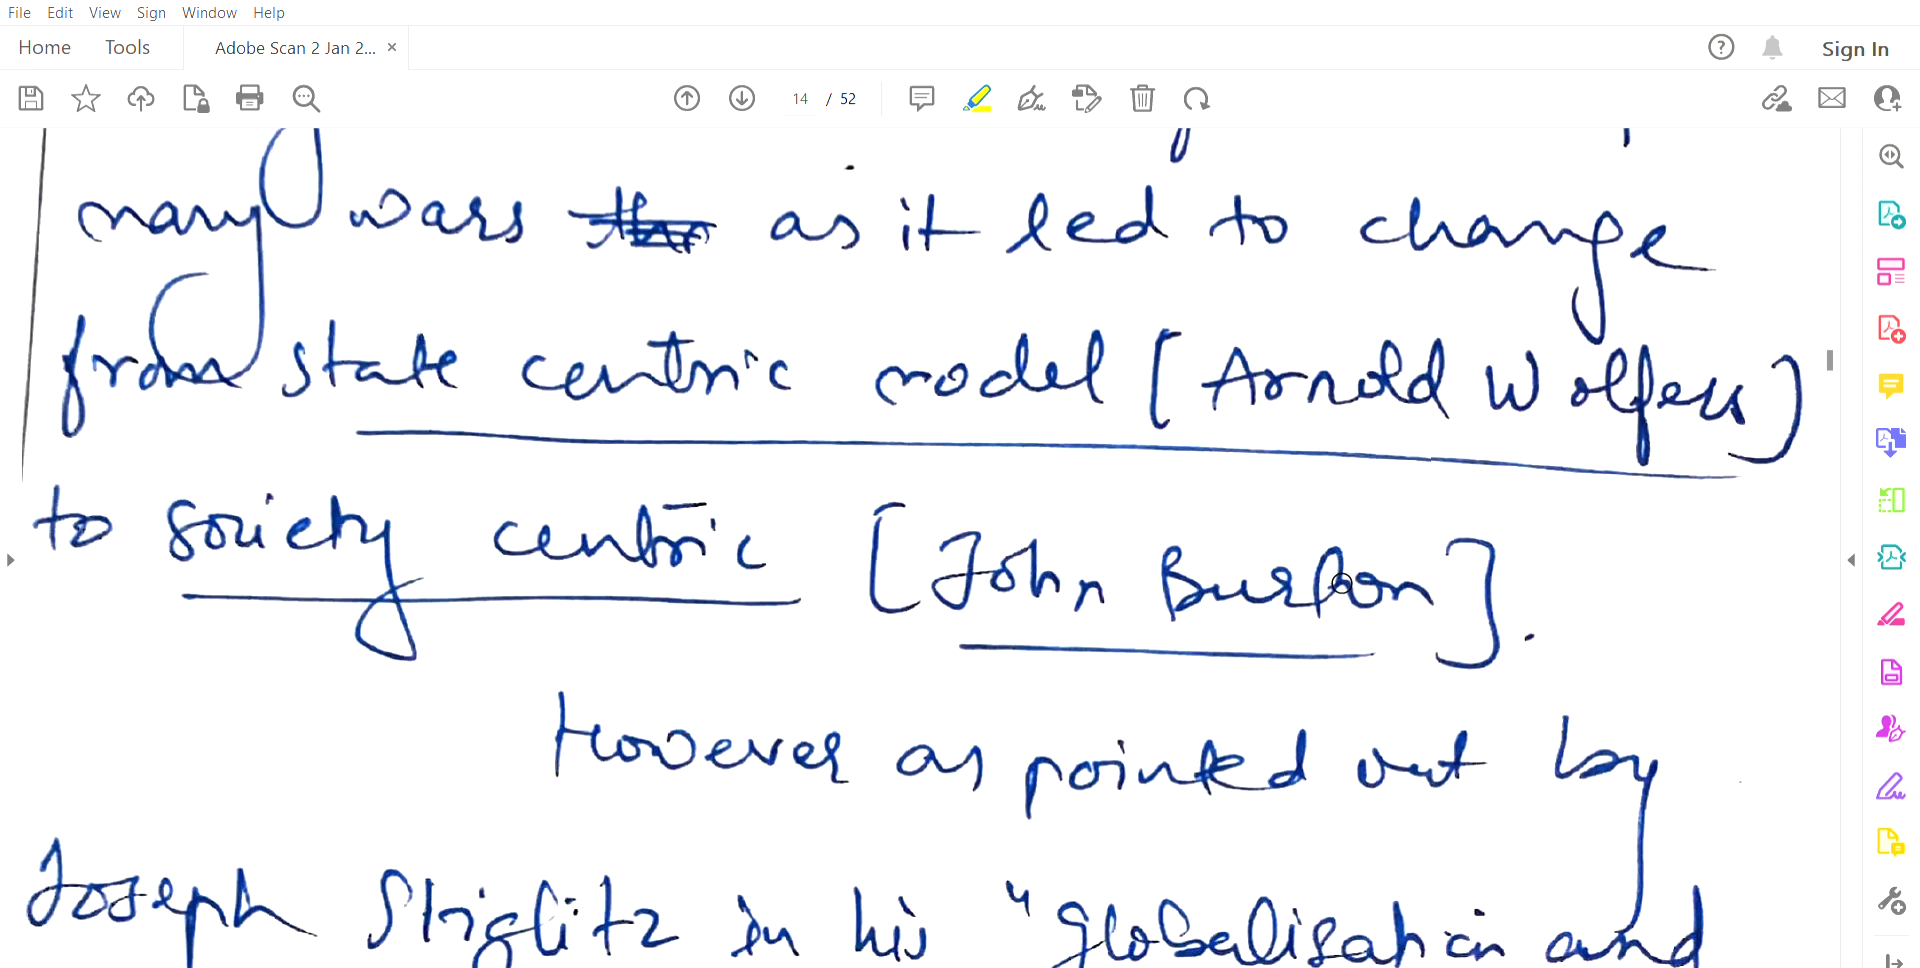 File Edit View Sign Window Help
Home Tools Adobe Scan 2 Jan 2... × Sign In
14 / 52
many wars as it led to change
from state centric model [Arnold Wolfers]
to society centric [John Burton].
However as pointed out by
Joseph Stiglitz in his "globalisation and